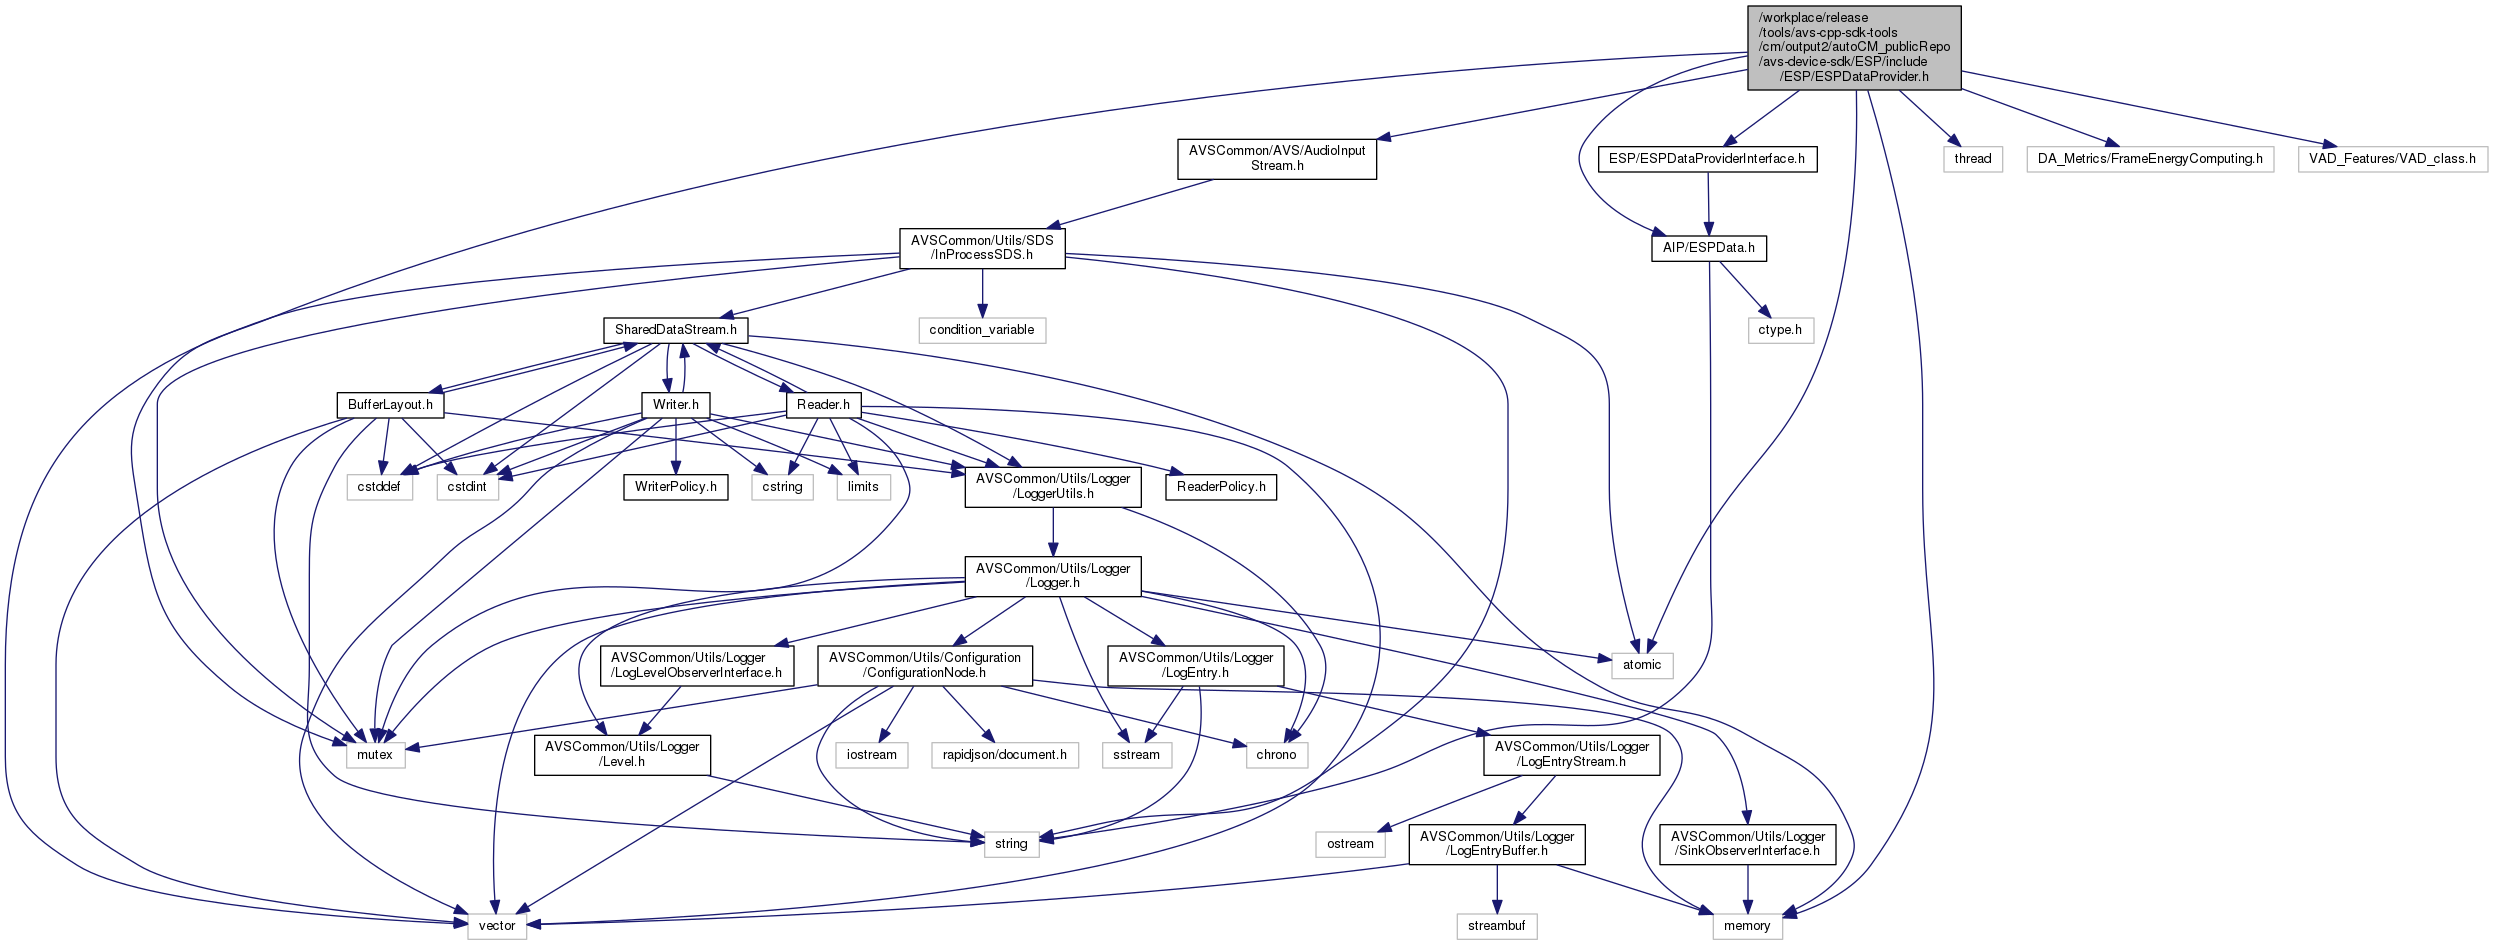 /workplace/release
/tools/avs-cpp-sdk-tools
/cm/output2/autoCM_publicRepo
/avs-device-sdk/ESP/include
/ESP/ESPDataProvider.h
AVSCommon/AVS/AudioInput
Stream.h
ESP/ESPDataProviderInterface.h
thread
DA_Metrics/FrameEnergyComputing.h
VAD_Features/VAD_class.h
AVSCommon/Utils/SDS
/InProcessSDS.h
AIP/ESPData.h
SharedDataStream.h
condition_variable
ctype.h
BufferLayout.h
Writer.h
Reader.h
cstddef
cstdint
WriterPolicy.h
cstring
limits
AVSCommon/Utils/Logger
/LoggerUtils.h
ReaderPolicy.h
AVSCommon/Utils/Logger
/Logger.h
AVSCommon/Utils/Logger
/LogLevelObserverInterface.h
AVSCommon/Utils/Configuration
/ConfigurationNode.h
AVSCommon/Utils/Logger
/LogEntry.h
atomic
mutex
AVSCommon/Utils/Logger
/Level.h
iostream
rapidjson/document.h
sstream
chrono
AVSCommon/Utils/Logger
/LogEntryStream.h
string
ostream
AVSCommon/Utils/Logger
/LogEntryBuffer.h
AVSCommon/Utils/Logger
/SinkObserverInterface.h
vector
streambuf
memory